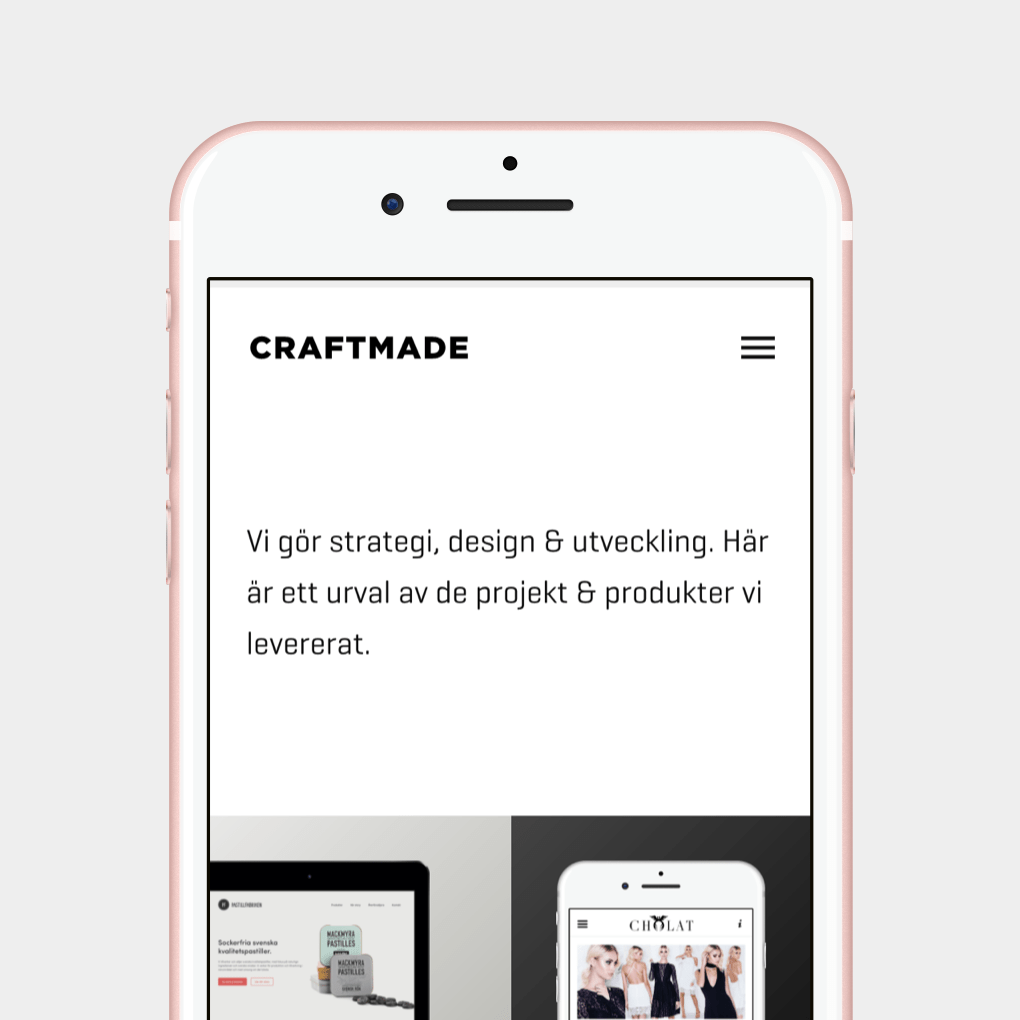 CRAFTMADE
Vi gör strategi, design & utveckling. Här
är ett urval av de projekt & produkter vi
levererat.
PASTILLFABRIKEN
CHOLAT
i
Sockerfria svenska
kvalitetspastiller.
MACKMYRA
PASTILLES
MACKMYRA
PASTILLES